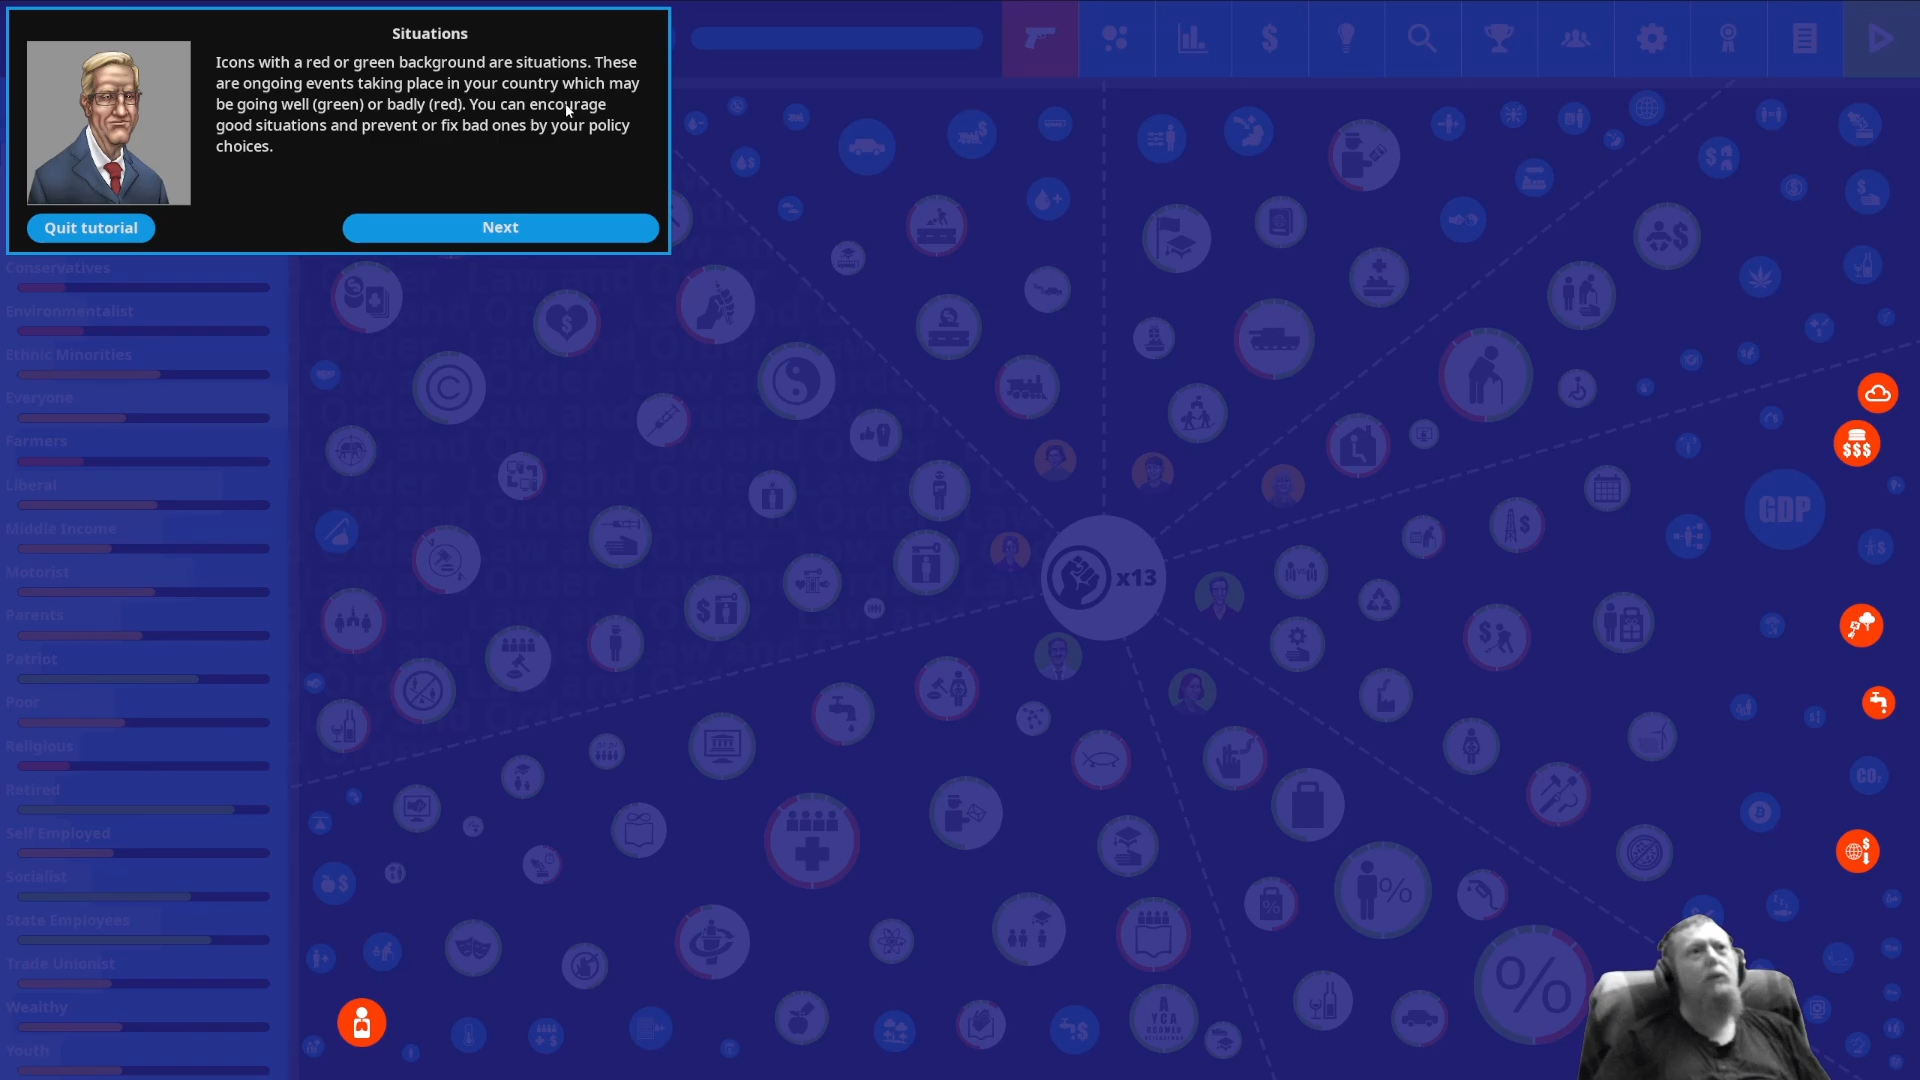 Situations
Icons with a red or green background are situations. These
are ongoing events taking place in your country which may
be going well (green) or badly (red). You can encourage
good situations and prevent or fix bad ones by your policy
choices.
Quit tutorial
Next
Conservatives
Environmentalist
Ethnic Minorities
Everyone
Farmers
Liberal
Middle Income
Motorist
Parents
Patriot
Poor
Religious
Retired
Self Employed
Socialist
State Employees
Trade Unionist
Wealthy
Youth
x13
GDP
$$$
CO₂
%
%